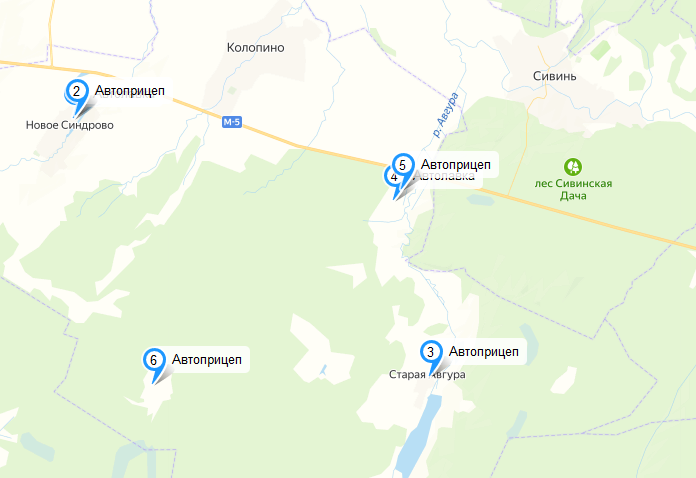 Колопино
Сивинь
2
Автоприцеп
р. Авгура
Новое Синдрово
М-5
5
Автоприцеп
4
Автолавка
лес Сивинская
Дача
3
Автоприцеп
6
Автоприцеп
Старая Авгура